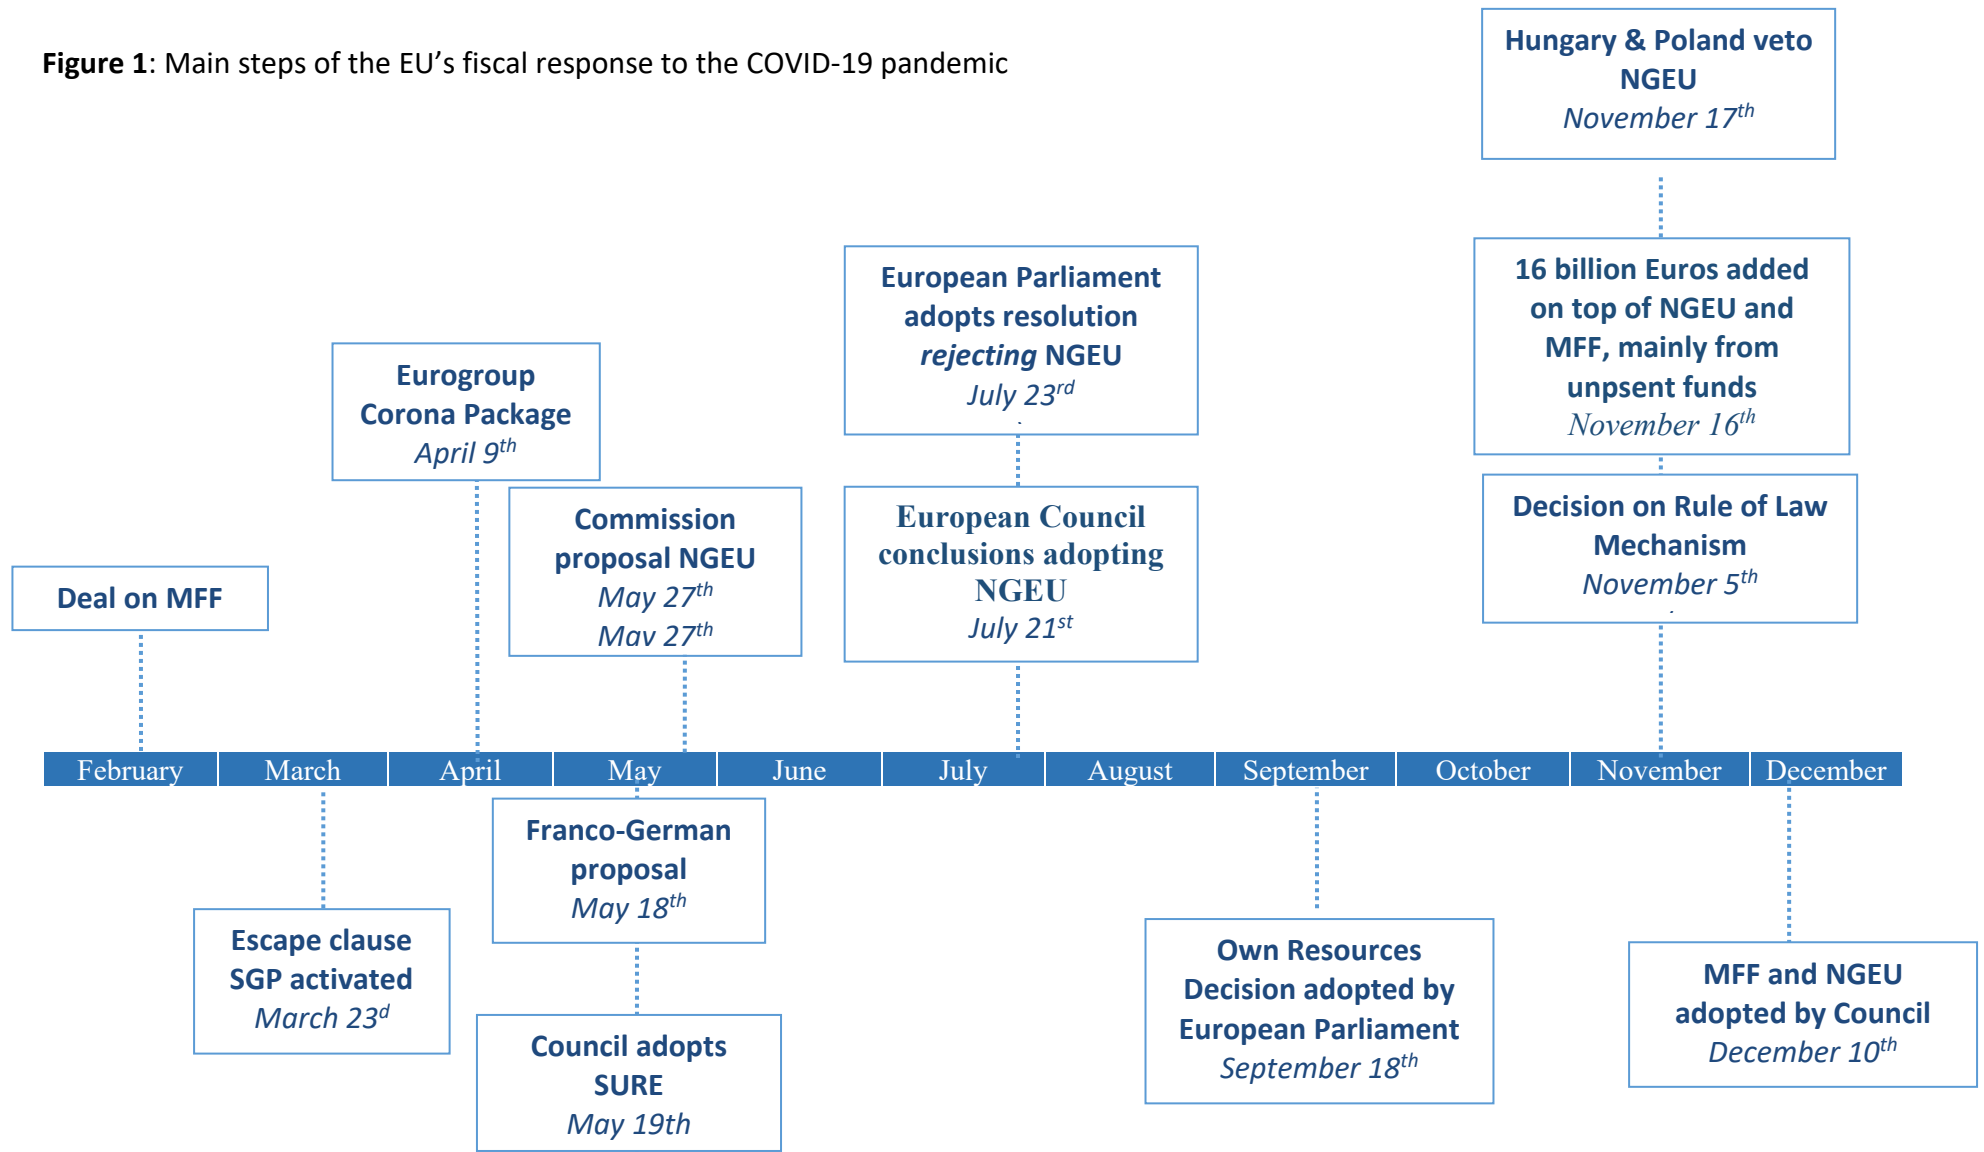 Figure 1: Main steps of the EU's fiscal response to the COVID-19 pandemic
Hungary & Poland veto
NGEU
November 17th
European Parliament
adopts resolution
rejecting NGEU
July 23rd
16 billion Euros added
on top of NGEU and
MFF, mainly from
unpsent funds
November 16th
Eurogroup
Corona Package
April 9th
Commission
proposal NGEU
May 27th
May 27th
European Council
conclusions adopting
NGEU
July 21st
Decision on Rule of Law
Mechanism
November 5th
Deal on MFF
February
March
April
May
June
July
August
September
October
November
December
Escape clause
SGP activated
March 23d
Franco-German
proposal
May 18th
Council adopts
SURE
May 19th
Own Resources
Decision adopted by
European Parliament
September 18th
MFF and NGEU
adopted by Council
December 10th